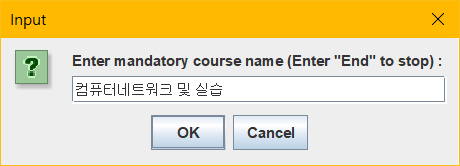 Input
Enter mandatory course name (Enter "End" to stop) :
?
컴퓨터네트워크 및 실습
OK Cancel